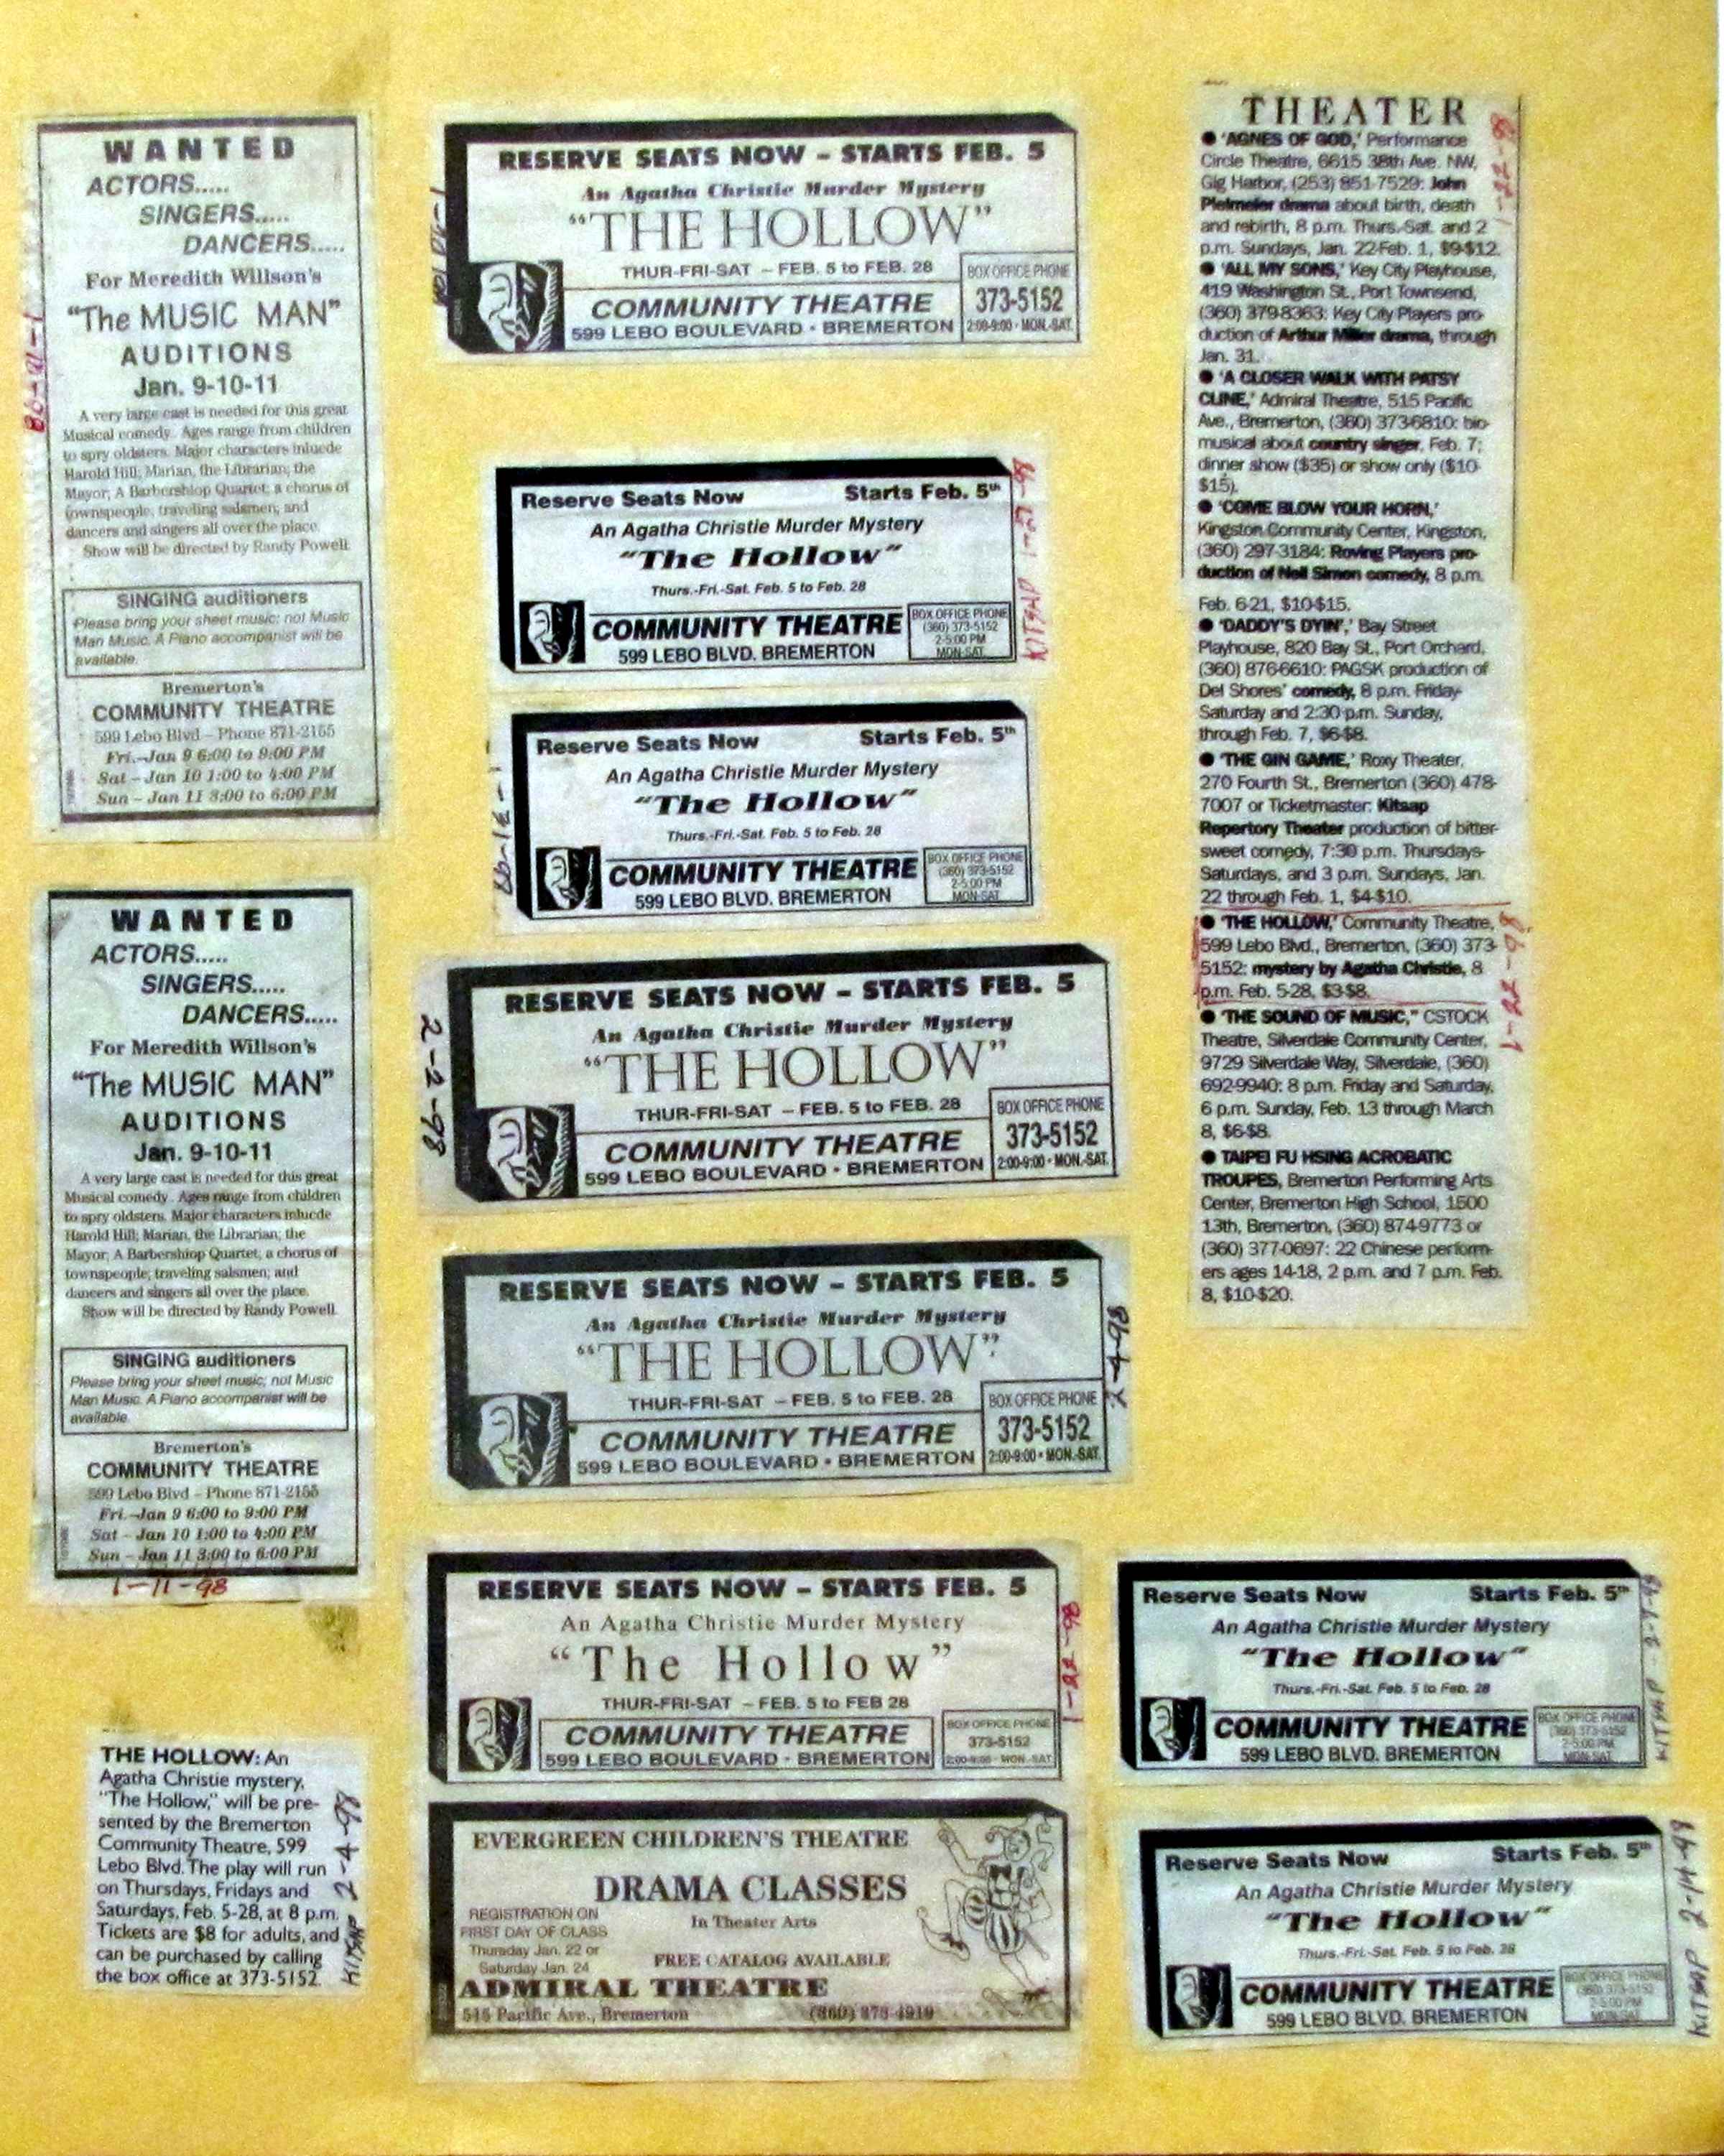 WANTED
ACTORS.....
SINGERS.....
DANCERS.....
For Meredith Willson's
"The MUSIC MAN"
AUDITIONS
Jan. 9-10-11
A very large cast is needed for this great
Musical comedy. Ages range from children
to spry oldsters. Major characters inlucde
Harold Hill; Marian, the Librarian; the
Mayor; A Barbershiop Quartet; a chorus of
townspeople; traveling salsmen; and
dancers and singers all over the place.
Show will be directed by Randy Powell.
SINGING auditioners
Please bring your sheet music; not Music
Man Music. A Piano accompanist will be
available.
Bremerton's
COMMUNITY THEATRE
599 Lebo Blvd – Phone 871-2155
Fri.–Jan 9 6:00 to 9:00 PM
Sat – Jan 10 1:00 to 4:00 PM
Sun – Jan 11 3:00 to 6:00 PM
WANTED
ACTORS.....
SINGERS.....
DANCERS.....
For Meredith Willson's
"The MUSIC MAN"
AUDITIONS
Jan. 9-10-11
A very large cast is needed for this great
Musical comedy. Ages range from children
to spry oldsters. Major characters inlucde
Harold Hill; Marian, the Librarian; the
Mayor; A Barbershiop Quartet; a chorus of
townspeople; traveling salsmen; and
dancers and singers all over the place.
Show will be directed by Randy Powell.
SINGING auditioners
Please bring your sheet music; not Music
Man Music. A Piano accompanist will be
available.
Bremerton's
COMMUNITY THEATRE
599 Lebo Blvd – Phone 871-2155
Fri.–Jan 9 6:00 to 9:00 PM
Sat – Jan 10 1:00 to 4:00 PM
Sun – Jan 11 3:00 to 6:00 PM
1-11-98
THE HOLLOW: An
Agatha Christie mystery,
"The Hollow," will be pre-
sented by the Bremerton
Community Theatre, 599
Lebo Blvd. The play will run
on Thursdays, Fridays and
Saturdays, Feb. 5-28, at 8 p.m.
Tickets are $8 for adults, and
can be purchased by calling
the box office at 373-5152.
KITSAP 2-4-98
RESERVE SEATS NOW – STARTS FEB. 5
An Agatha Christie Murder Mystery
"THE HOLLOW"
THUR-FRI-SAT – FEB. 5 to FEB. 28
COMMUNITY THEATRE
599 LEBO BOULEVARD • BREMERTON
BOX OFFICE PHONE
373-5152
2:00-9:00 • MON.-SAT.
Reserve Seats Now Starts Feb. 5th
An Agatha Christie Murder Mystery
"The Hollow"
Thurs.-Fri.-Sat. Feb. 5 to Feb. 28
COMMUNITY THEATRE
599 LEBO BLVD. BREMERTON
BOX OFFICE PHONE
(360) 373-5152
2-5:00 PM
MON-SAT.
KITSAP
Reserve Seats Now Starts Feb. 5th
An Agatha Christie Murder Mystery
"The Hollow"
Thurs.-Fri.-Sat. Feb. 5 to Feb. 28
COMMUNITY THEATRE
599 LEBO BLVD. BREMERTON
BOX OFFICE PHONE
(360) 373-5152
2-5:00 PM
MON-SAT.
1-31-98
RESERVE SEATS NOW – STARTS FEB. 5
An Agatha Christie Murder Mystery
"THE HOLLOW"
THUR-FRI-SAT – FEB. 5 to FEB. 28
COMMUNITY THEATRE
599 LEBO BOULEVARD • BREMERTON
BOX OFFICE PHONE
373-5152
2:00-9:00 • MON.-SAT.
2-2-98
RESERVE SEATS NOW – STARTS FEB. 5
An Agatha Christie Murder Mystery
"THE HOLLOW"
THUR-FRI-SAT – FEB. 5 to FEB. 28
COMMUNITY THEATRE
599 LEBO BOULEVARD • BREMERTON
BOX OFFICE PHONE
373-5152
2:00-9:00 • MON.-SAT.
2-4-98
RESERVE SEATS NOW – STARTS FEB. 5
An Agatha Christie Murder Mystery
"The Hollow"
THUR-FRI-SAT – FEB. 5 to FEB 28
COMMUNITY THEATRE
599 LEBO BOULEVARD - BREMERTON
BOX OFFICE PHONE
373-5152
2:00-9:00 - MON.-SAT
1-22-98
EVERGREEN CHILDREN'S THEATRE
DRAMA CLASSES
In Theater Arts
REGISTRATION ON
FIRST DAY OF CLASS
Thursday Jan. 22 or
Saturday Jan. 24
FREE CATALOG AVAILABLE
ADMIRAL THEATRE
515 Pacific Ave., Bremerton (360) 373-4919
THEATER
● 'AGNES OF GOD,' Performance
Circle Theatre, 6615 38th Ave. NW,
Gig Harbor, (253) 851-7529: John
Pielmeier drama about birth, death
and rebirth, 8 p.m. Thurs.-Sat. and 2
p.m. Sundays, Jan. 22-Feb. 1, $9-$12.
● 'ALL MY SONS,' Key City Playhouse,
419 Washington St., Port Townsend,
(360) 379-8363: Key City Players pro-
duction of Arthur Miller drama, through
Jan. 31.
● 'A CLOSER WALK WITH PATSY
CLINE,' Admiral Theatre, 515 Pacific
Ave., Bremerton, (360) 373-6810: bio-
musical about country singer, Feb. 7;
dinner show ($35) or show only ($10-
$15).
● 'COME BLOW YOUR HORN,'
Kingston Community Center, Kingston,
(360) 297-3184: Roving Players pro-
duction of Neil Simon comedy, 8 p.m.
Feb. 6-21, $10-$15.
● 'DADDY'S DYIN',' Bay Street
Playhouse, 820 Bay St., Port Orchard,
(360) 876-6610: PAGSK production of
Del Shores' comedy, 8 p.m. Friday-
Saturday and 2:30 p.m. Sunday,
through Feb. 7, $6-$8.
● 'THE GIN GAME,' Roxy Theater,
270 Fourth St., Bremerton (360) 478-
7007 or Ticketmaster: Kitsap
Repertory Theater production of bitter-
sweet comedy, 7:30 p.m. Thursdays-
Saturdays, and 3 p.m. Sundays, Jan.
22 through Feb. 1, $4-$10.
● 'THE HOLLOW,' Community Theatre,
599 Lebo Blvd., Bremerton, (360) 373-
5152: mystery by Agatha Christie, 8
p.m. Feb. 5-28, $3-$8.
● 'THE SOUND OF MUSIC," CSTOCK
Theatre, Silverdale Community Center,
9729 Silverdale Way, Silverdale, (360)
692-9940: 8 p.m. Friday and Saturday,
6 p.m. Sunday, Feb. 13 through March
8, $6-$8.
● TAIPEI FU HSING ACROBATIC
TROUPES, Bremerton Performing Arts
Center, Bremerton High School, 1500
13th, Bremerton, (360) 874-9773 or
(360) 377-0697: 22 Chinese perform-
ers ages 14-18, 2 p.m. and 7 p.m. Feb.
8, $10-$20.
1-22-98
Reserve Seats Now Starts Feb. 5th
An Agatha Christie Murder Mystery
"The Hollow"
Thurs.-Fri.-Sat. Feb. 5 to Feb. 28
COMMUNITY THEATRE
599 LEBO BLVD. BREMERTON
BOX OFFICE PHONE
(360) 373-5152
2-5:00 PM
MON-SAT.
KITSAP
Reserve Seats Now Starts Feb. 5th
An Agatha Christie Murder Mystery
"The Hollow"
Thurs.-Fri.-Sat. Feb. 5 to Feb. 28
COMMUNITY THEATRE
599 LEBO BLVD. BREMERTON
BOX OFFICE PHONE
(360) 373-5152
2-5:00 PM
MON-SAT.
KITSAP 2-14-98